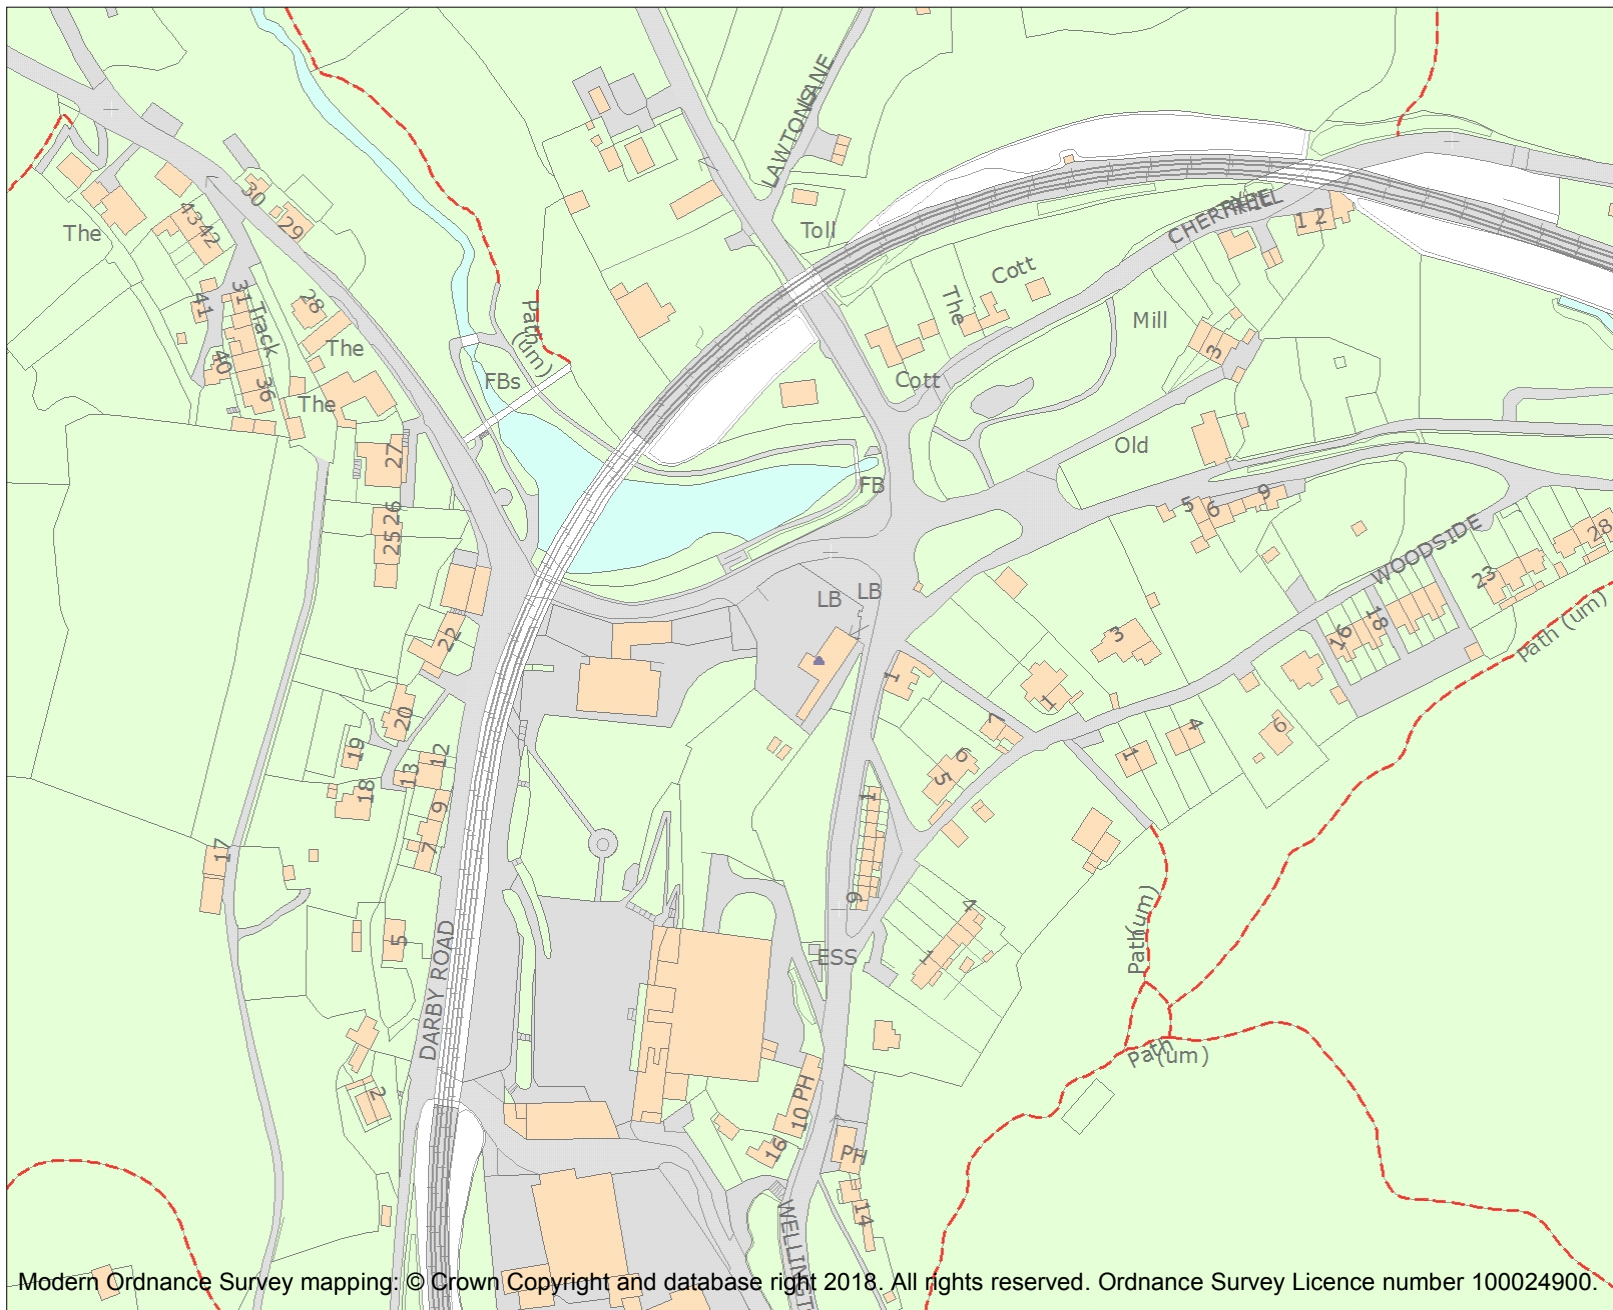 LAWTONS
LANE
30
29
43
42
The
Toll
CHERRY
TREE
HILL
1 2
Cott
The
Mill
41
31
Track
28
The
Path
(um)
3
40
36
The
FBs
Cott
27
Old
FB
5
6
9
WOODSIDE
28
25 26
LB
LB
23
22
3
16
18
Path (um)
1
1
20
7
19
12
13
18
6
5
1
4
6
9
7
1
17
9
4
1
5
DARBY ROAD
ESS
Path
(um)
Path
(um)
2
10 PH
16
PH
14
WELLINGT
Modern Ordnance Survey mapping: © Crown Copyright and database right 2018. All rights reserved. Ordnance Survey Licence number 100024900.